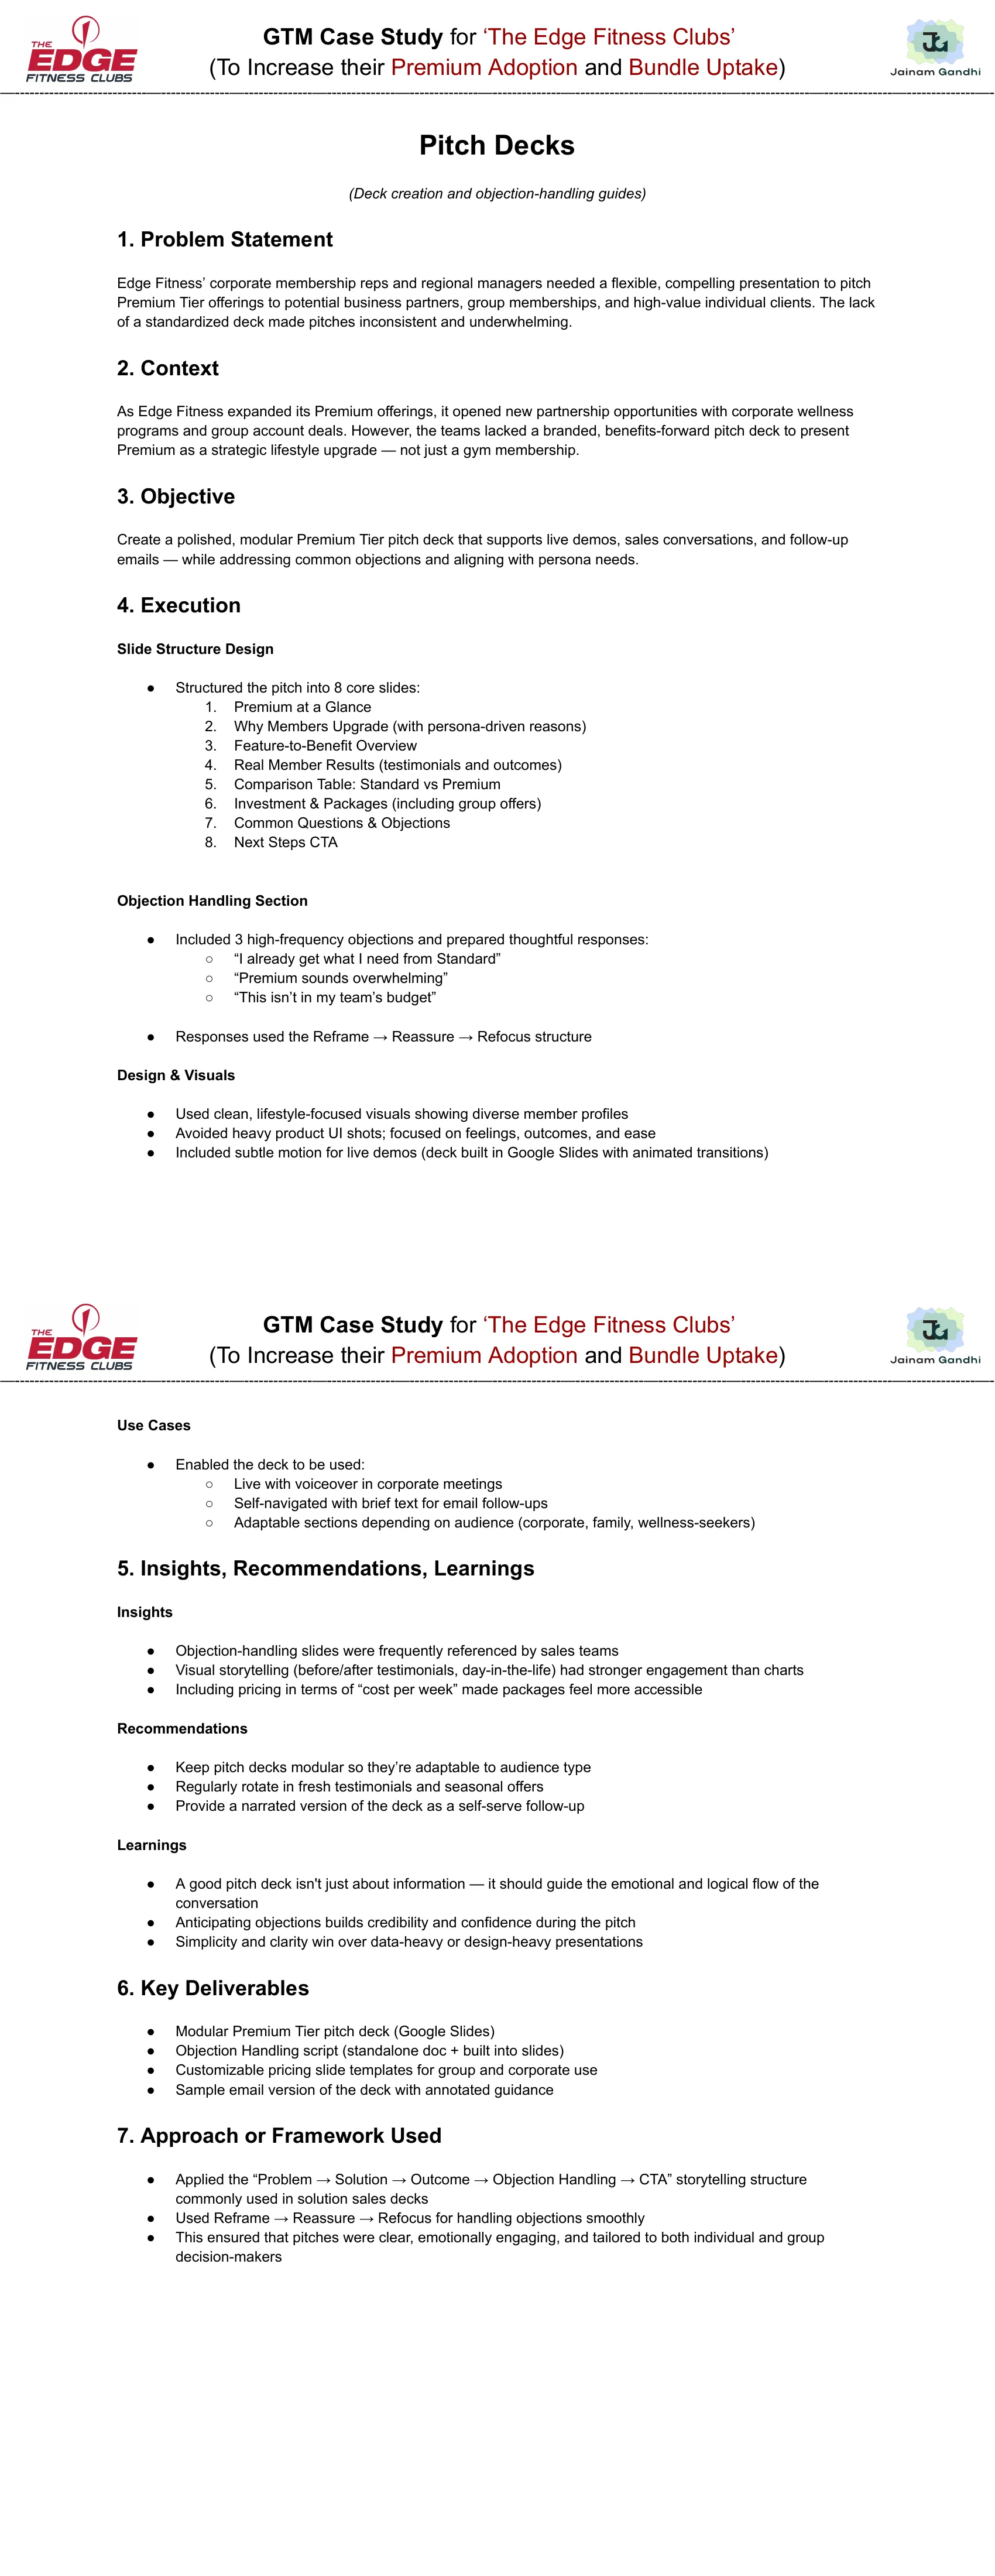 THE
EDGE
FITNESS CLUBS
GTM Case Study for ‘The Edge Fitness Clubs’
(To Increase their Premium Adoption and Bundle Uptake)
JG
Jainam Gandhi
Pitch Decks
(Deck creation and objection-handling guides)
1. Problem Statement
Edge Fitness’ corporate membership reps and regional managers needed a flexible, compelling presentation to pitch
Premium Tier offerings to potential business partners, group memberships, and high-value individual clients. The lack
of a standardized deck made pitches inconsistent and underwhelming.
2. Context
As Edge Fitness expanded its Premium offerings, it opened new partnership opportunities with corporate wellness
programs and group account deals. However, the teams lacked a branded, benefits-forward pitch deck to present
Premium as a strategic lifestyle upgrade — not just a gym membership.
3. Objective
Create a polished, modular Premium Tier pitch deck that supports live demos, sales conversations, and follow-up
emails — while addressing common objections and aligning with persona needs.
4. Execution
Slide Structure Design
● Structured the pitch into 8 core slides:
1. Premium at a Glance
2. Why Members Upgrade (with persona-driven reasons)
3. Feature-to-Benefit Overview
4. Real Member Results (testimonials and outcomes)
5. Comparison Table: Standard vs Premium
6. Investment & Packages (including group offers)
7. Common Questions & Objections
8. Next Steps CTA
Objection Handling Section
● Included 3 high-frequency objections and prepared thoughtful responses:
○ “I already get what I need from Standard”
○ “Premium sounds overwhelming”
○ “This isn’t in my team’s budget”
● Responses used the Reframe → Reassure → Refocus structure
Design & Visuals
● Used clean, lifestyle-focused visuals showing diverse member profiles
● Avoided heavy product UI shots; focused on feelings, outcomes, and ease
● Included subtle motion for live demos (deck built in Google Slides with animated transitions)
THE
EDGE
FITNESS CLUBS
GTM Case Study for ‘The Edge Fitness Clubs’
(To Increase their Premium Adoption and Bundle Uptake)
JG
Jainam Gandhi
Use Cases
● Enabled the deck to be used:
○ Live with voiceover in corporate meetings
○ Self-navigated with brief text for email follow-ups
○ Adaptable sections depending on audience (corporate, family, wellness-seekers)
5. Insights, Recommendations, Learnings
Insights
● Objection-handling slides were frequently referenced by sales teams
● Visual storytelling (before/after testimonials, day-in-the-life) had stronger engagement than charts
● Including pricing in terms of “cost per week” made packages feel more accessible
Recommendations
● Keep pitch decks modular so they’re adaptable to audience type
● Regularly rotate in fresh testimonials and seasonal offers
● Provide a narrated version of the deck as a self-serve follow-up
Learnings
● A good pitch deck isn't just about information — it should guide the emotional and logical flow of the
conversation
● Anticipating objections builds credibility and confidence during the pitch
● Simplicity and clarity win over data-heavy or design-heavy presentations
6. Key Deliverables
● Modular Premium Tier pitch deck (Google Slides)
● Objection Handling script (standalone doc + built into slides)
● Customizable pricing slide templates for group and corporate use
● Sample email version of the deck with annotated guidance
7. Approach or Framework Used
● Applied the “Problem → Solution → Outcome → Objection Handling → CTA” storytelling structure
commonly used in solution sales decks
● Used Reframe → Reassure → Refocus for handling objections smoothly
● This ensured that pitches were clear, emotionally engaging, and tailored to both individual and group
decision-makers